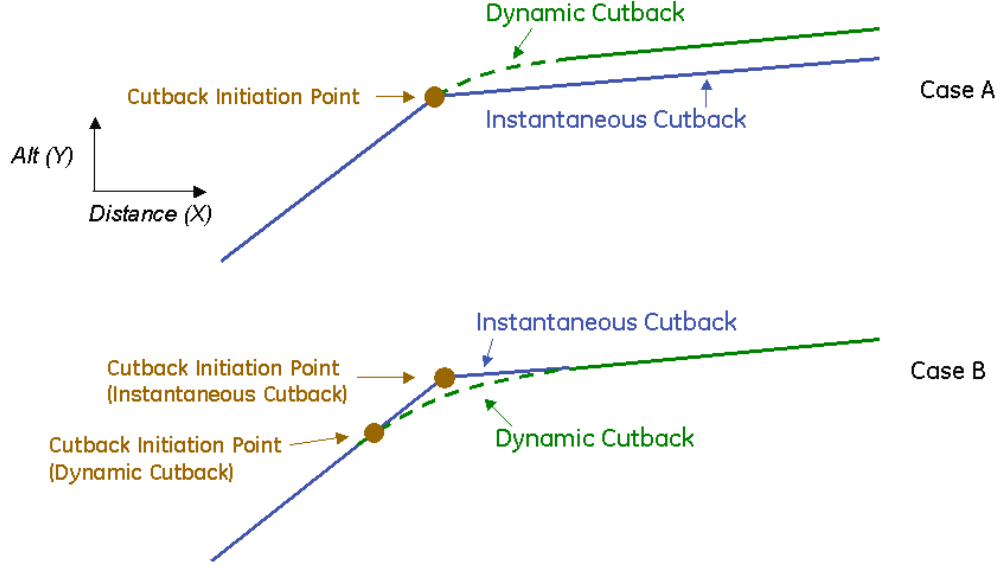 Dynamic Cutback
Cutback Initiation Point
Case A
Instantaneous Cutback
Alt (Y)
Distance (X)
Instantaneous Cutback
Cutback Initiation Point
(Instantaneous Cutback)
Case B
Cutback Initiation Point
(Dynamic Cutback)
Dynamic Cutback